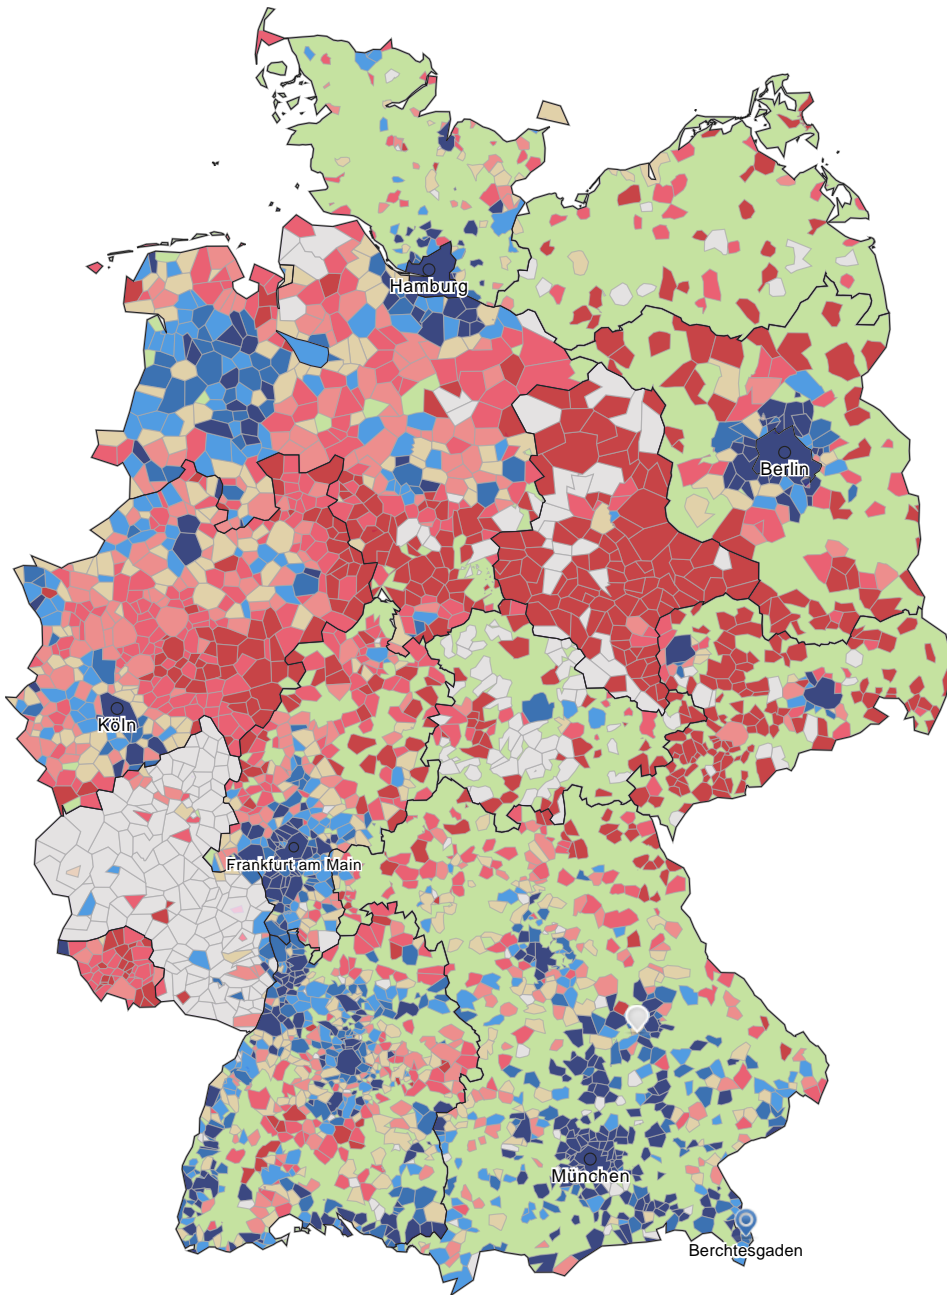 Hamburg
Berlin
Köln
Frankfurt am Main
München
Berchtesgaden